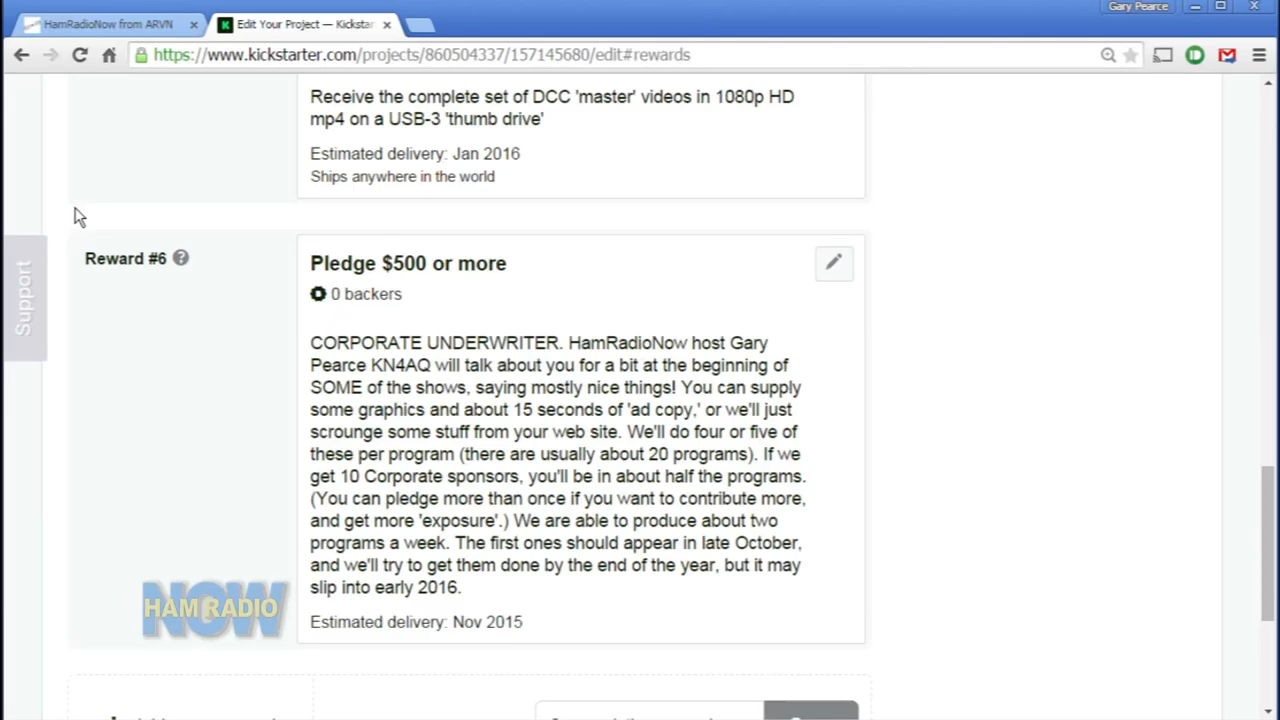 Gary Pearce
HamRadioNow from ARVN
Edit Your Project — Kickstar
https://www.kickstarter.com/projects/860504337/157145680/edit#rewards
Receive the complete set of DCC 'master' videos in 1080p HD
mp4 on a USB-3 'thumb drive'
Estimated delivery: Jan 2016
Ships anywhere in the world
Support
Reward #6
Pledge $500 or more
0 backers
CORPORATE UNDERWRITER. HamRadioNow host Gary
Pearce KN4AQ will talk about you for a bit at the beginning of
SOME of the shows, saying mostly nice things! You can supply
some graphics and about 15 seconds of 'ad copy,' or we'll just
scrounge some stuff from your web site. We'll do four or five of
these per program (there are usually about 20 programs). If we
get 10 Corporate sponsors, you'll be in about half the programs.
(You can pledge more than once if you want to contribute more,
and get more 'exposure'.) We are able to produce about two
programs a week. The first ones should appear in late October,
and we'll try to get them done by the end of the year, but it may
slip into early 2016.
Estimated delivery: Nov 2015
HAM RADIO
NOW